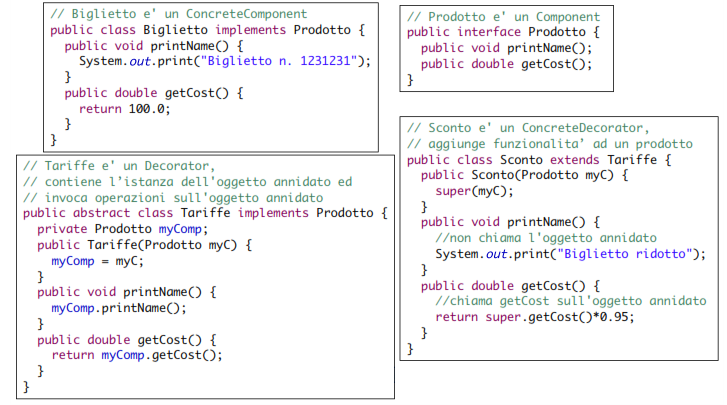 // Biglietto e' un ConcreteComponent
public class Biglietto implements Prodotto {
public void printName() {
System.out.print("Biglietto n. 1231231");
}
public double getCost() {
return 100.0;
}
}
// Prodotto e' un Component
public interface Prodotto {
public void printName();
public double getCost();
}
// Tariffe e' un Decorator,
// contiene l’istanza dell'oggetto annidato ed
// invoca operazioni sull'oggetto annidato
public abstract class Tariffe implements Prodotto {
private Prodotto myComp;
public Tariffe(Prodotto myC) {
myComp = myC;
}
public void printName() {
myComp.printName();
}
public double getCost() {
return myComp.getCost();
}
}
// Sconto e' un ConcreteDecorator,
// aggiunge funzionalita’ ad un prodotto
public class Sconto extends Tariffe {
public Sconto(Prodotto myC) {
super(myC);
}
public void printName() {
//non chiama l'oggetto annidato
System.out.print("Biglietto ridotto");
}
public double getCost() {
//chiama getCost sull'oggetto annidato
return super.getCost()*0.95;
}
}